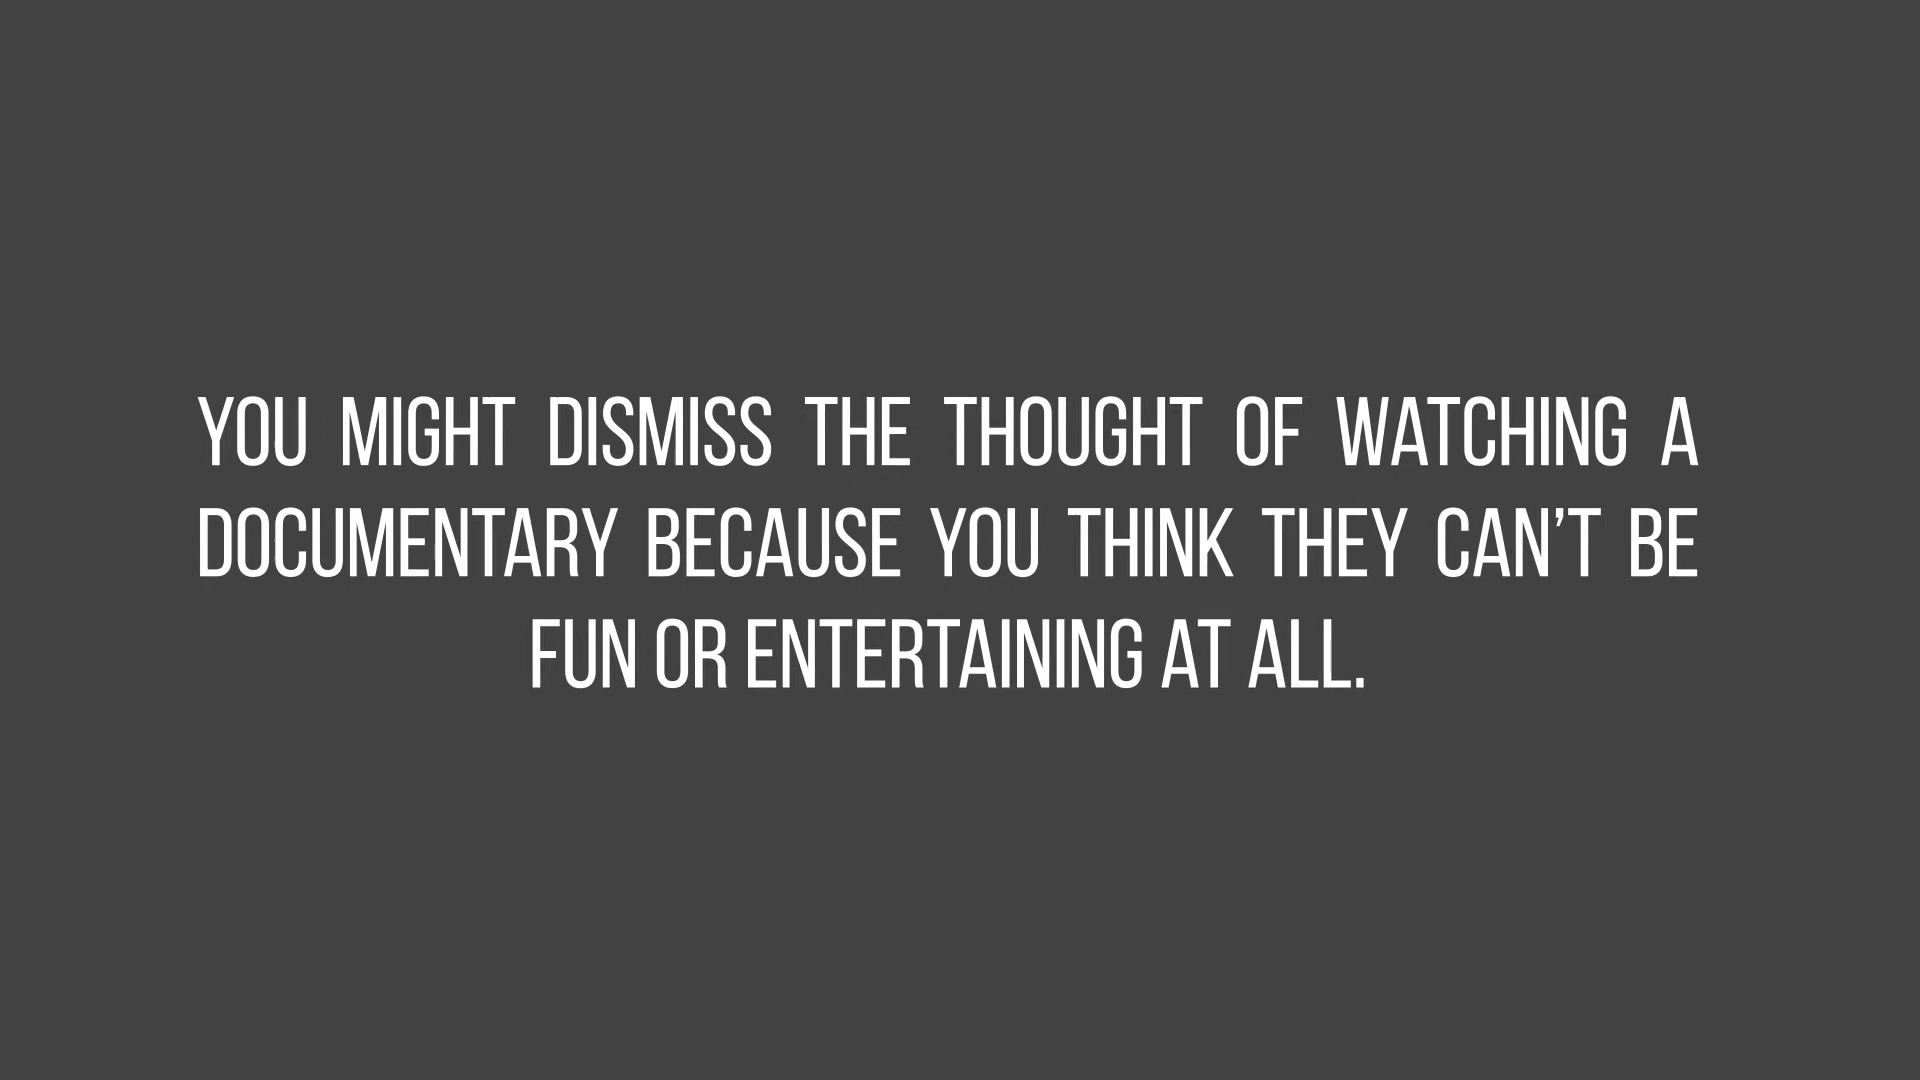 YOU MIGHT DISMISS THE THOUGHT OF WATCHING A
DOCUMENTARY BECAUSE YOU THINK THEY CAN’T BE
FUN OR ENTERTAINING AT ALL.